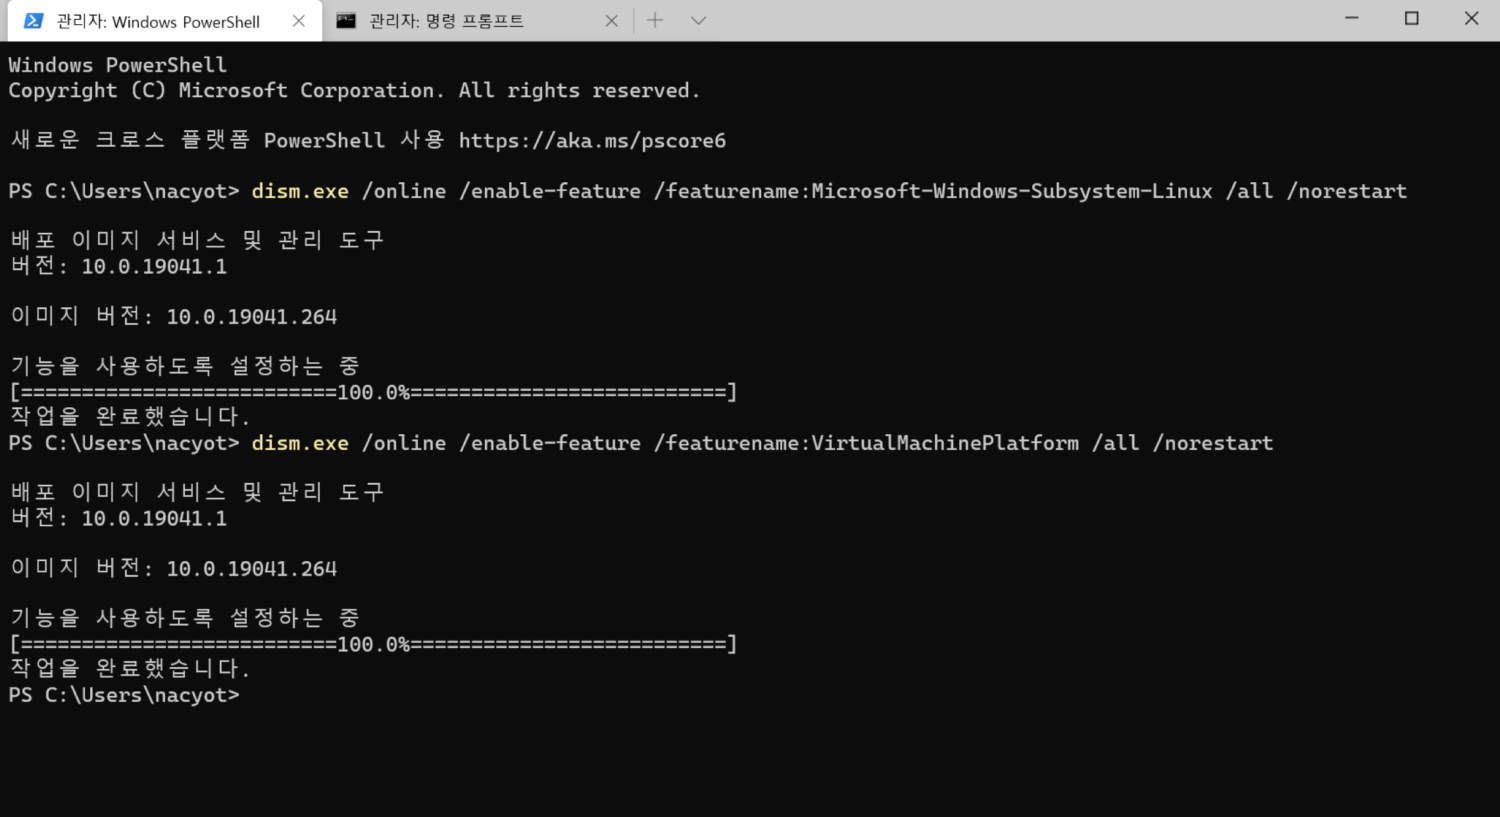 관리자: Windows PowerShell
관리자: 명령 프롬프트
Windows PowerShell
Copyright (C) Microsoft Corporation. All rights reserved.
새로운 크로스 플랫폼 PowerShell 사용 https://aka.ms/pscore6
PS C:\Users\nacyot> dism.exe /online /enable-feature /featurename:Microsoft-Windows-Subsystem-Linux /all /norestart
배포 이미지 서비스 및 관리 도구
버전: 10.0.19041.1
이미지 버전: 10.0.19041.264
기능을 사용하도록 설정하는 중
[==========================100.0%==========================]
작업을 완료했습니다.
PS C:\Users\nacyot> dism.exe /online /enable-feature /featurename:VirtualMachinePlatform /all /norestart
배포 이미지 서비스 및 관리 도구
버전: 10.0.19041.1
이미지 버전: 10.0.19041.264
기능을 사용하도록 설정하는 중
[==========================100.0%==========================]
작업을 완료했습니다.
PS C:\Users\nacyot>